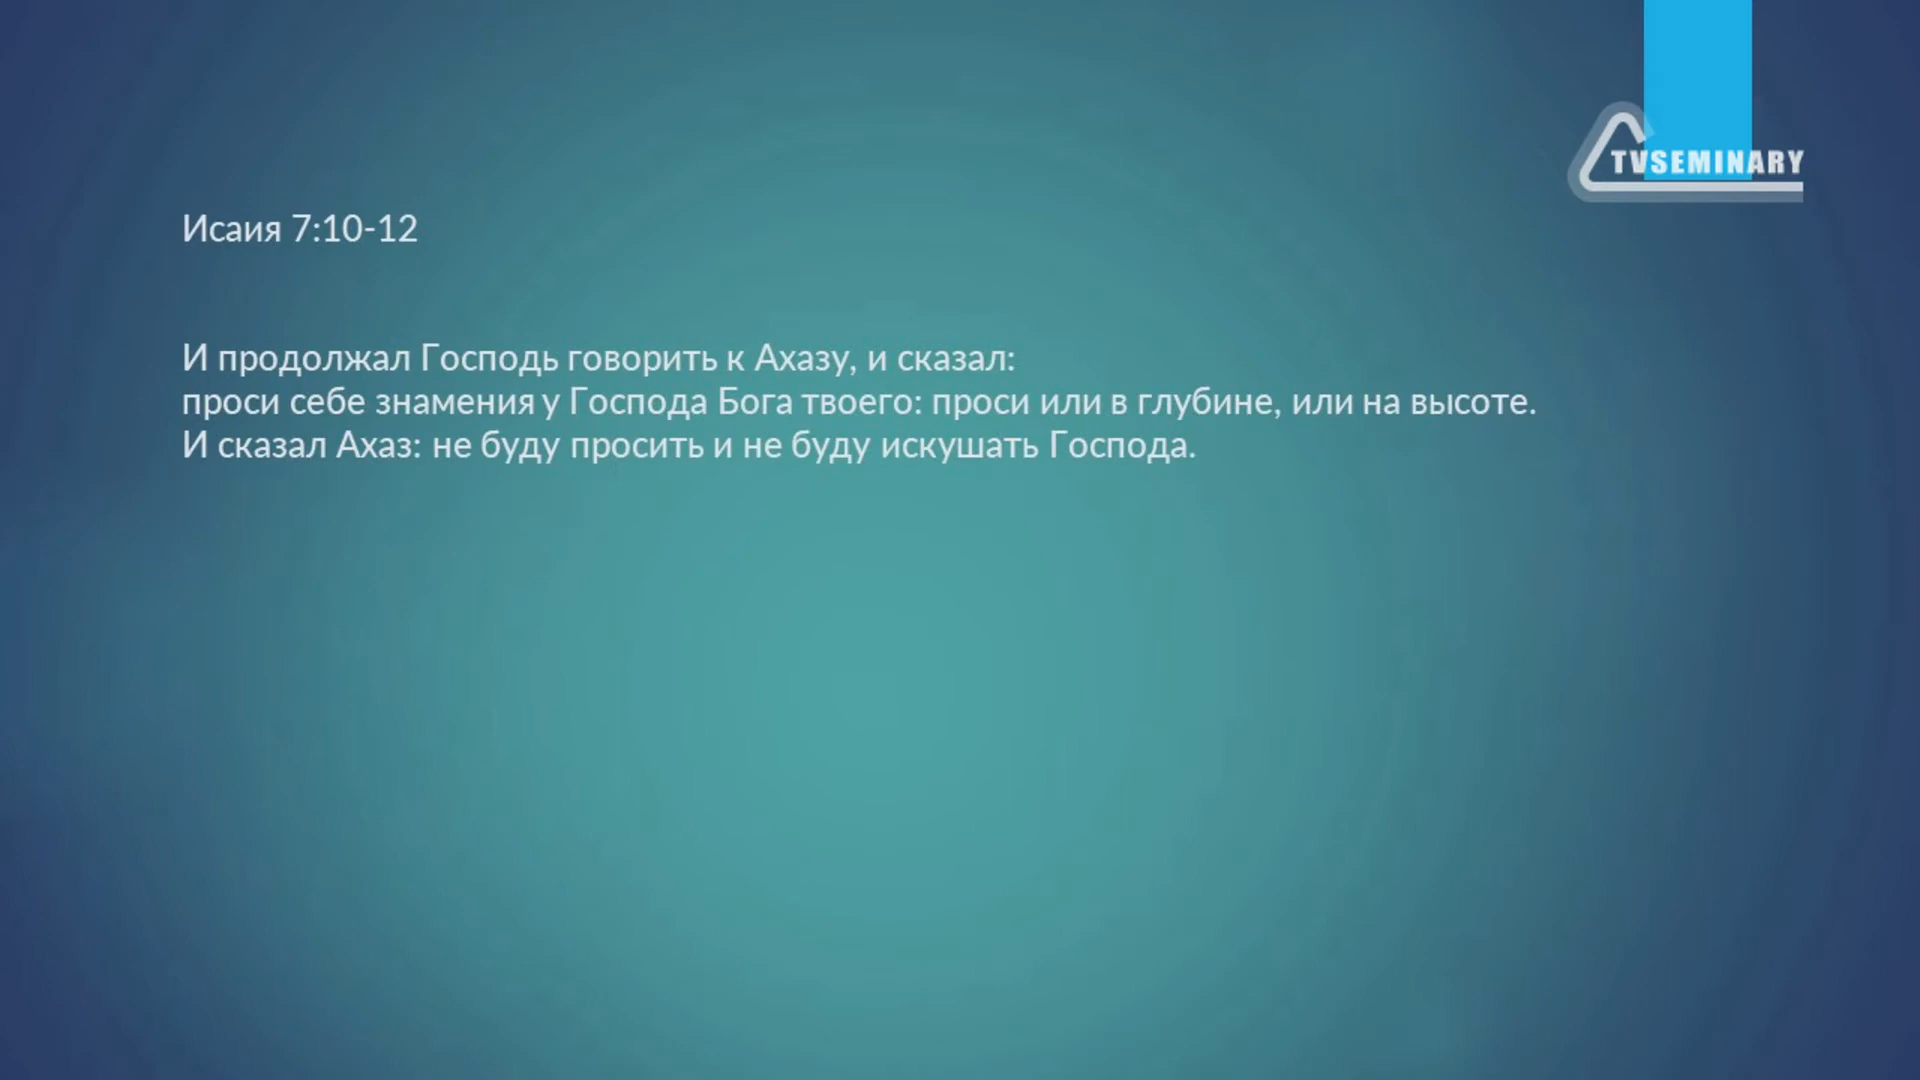 TVSEMINARY
Исаия 7:10-12
И продолжал Господь говорить к Ахазу, и сказал:
проси себе знамения у Господа Бога твоего: проси или в глубине, или на высоте.
И сказал Ахаз: не буду просить и не буду искушать Господа.